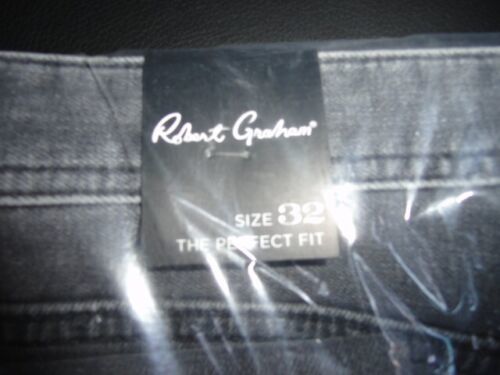 Robert Graham®
SIZE 32
THE PERFECT FIT